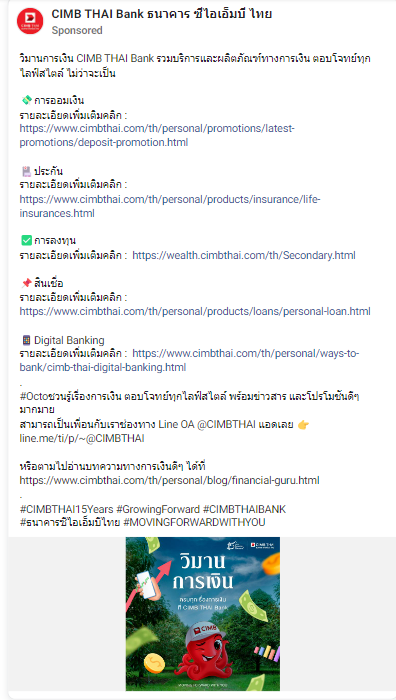 CIMB THAI Bank ธนาคาร ซีไอเอ็มบี ไทย
Sponsored
วิมานการเงิน CIMB THAI Bank รวมบริการและผลิตภัณฑ์ทางการเงิน ตอบโจทย์ทุก
ไลฟ์สไตล์ ไม่ว่าจะเป็น
💸 การออมเงิน
รายละเอียดเพิ่มเติมคลิก :
https://www.cimbthai.com/th/personal/promotions/latest-
promotions/deposit-promotion.html
ประกัน
รายละเอียดเพิ่มเติมคลิก :
https://www.cimbthai.com/th/personal/products/insurance/life-
insurances.html
✅ การลงทุน
รายละเอียดเพิ่มเติมคลิก : https://wealth.cimbthai.com/th/Secondary.html
📌 สินเชื่อ
รายละเอียดเพิ่มเติมคลิก :
https://www.cimbthai.com/th/personal/products/loans/personal-loan.html
📱 Digital Banking
รายละเอียดเพิ่มเติมคลิก : https://www.cimbthai.com/th/personal/ways-to-
bank/cimb-thai-digital-banking.html
.
#Octoชวนรู้เรื่องการเงิน ตอบโจทย์ทุกไลฟ์สไตล์ พร้อมข่าวสาร และโปรโมชันดีๆ
มากมาย
สามารถเป็นเพื่อนกับเราช่องทาง Line OA @CIMBTHAI แอดเลย 👉
line.me/ti/p/~@CIMBTHAI
หรือตามไปอ่านบทความทางการเงินดีๆ ได้ที่
https://www.cimbthai.com/th/personal/blog/financial-guru.html
.
#CIMBTHAI15Years #GrowingForward #CIMBTHAIBANK
#ธนาคารซีไอเอ็มบีไทย #MOVINGFORWARDWITHYOU
CIMB THAI
วิมาน
การเงิน
ครบทุกเรื่องการเงิน
ที่ CIMB THAI Bank
CIMB